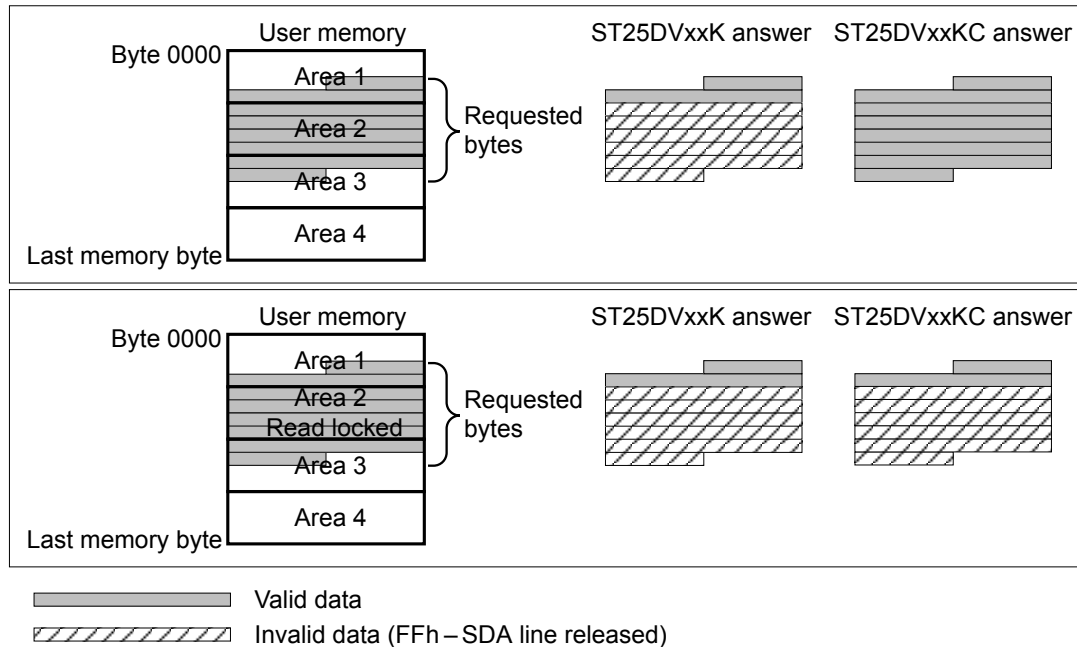 User memory
ST25DVxxK answer
ST25DVxxKC answer
Byte 0000
Area 1
Area 2
Requested
bytes
Area 3
Area 4
Last memory byte
User memory
ST25DVxxK answer
ST25DVxxKC answer
Byte 0000
Area 1
Area 2
Requested
bytes
Read locked
Area 3
Area 4
Last memory byte
Valid data
Invalid data (FFh – SDA line released)